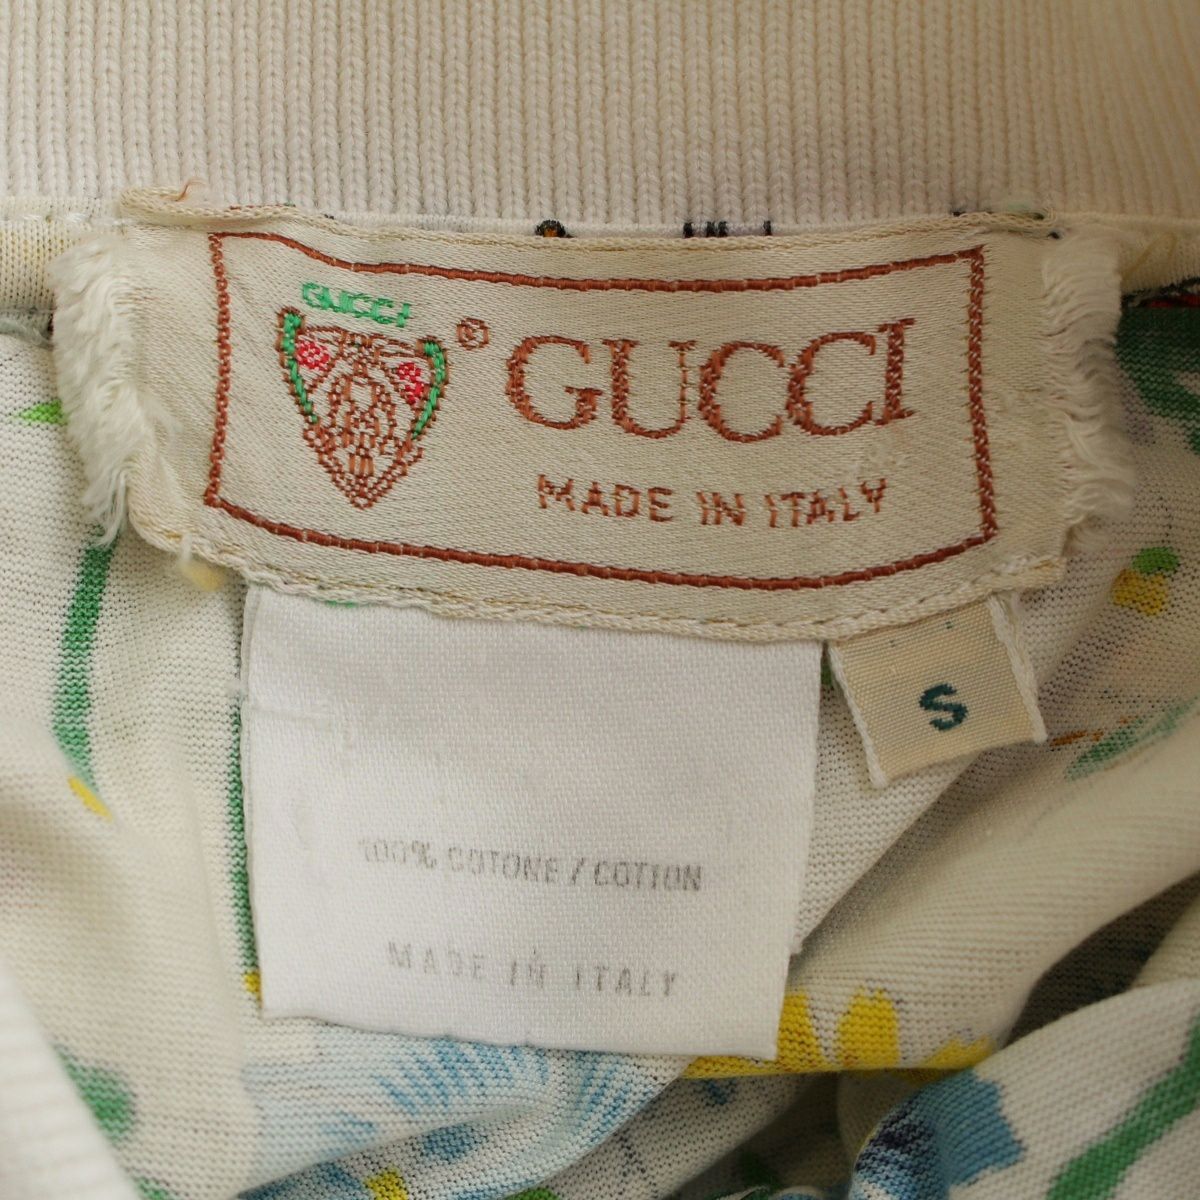 GUCCI
® GUCCI
MADE IN ITALY
S
100% COTONE / COTTON
MADE IN ITALY